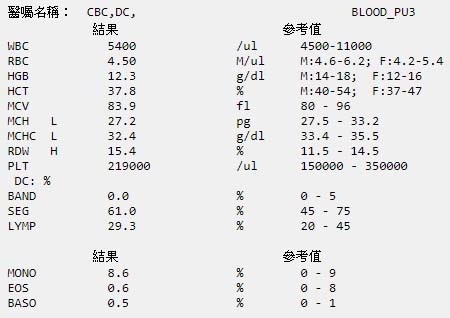 醫囑名稱： CBC,DC, BLOOD_PU3
結果 參考值
WBC 5400 /ul 4500-11000
RBC 4.50 M/ul M:4.6-6.2; F:4.2-5.4
HGB 12.3 g/dl M:14-18; F:12-16
HCT 37.8 % M:40-54; F:37-47
MCV 83.9 fl 80 - 96
MCH L 27.2 pg 27.5 - 33.2
MCHC L 32.4 g/dl 33.4 - 35.5
RDW H 15.4 % 11.5 - 14.5
PLT 219000 /ul 150000 - 350000
DC: %
BAND 0.0 % 0 - 5
SEG 61.0 % 45 - 75
LYMP 29.3 % 20 - 45
結果 參考值
MONO 8.6 % 0 - 9
EOS 0.6 % 0 - 8
BASO 0.5 % 0 - 1